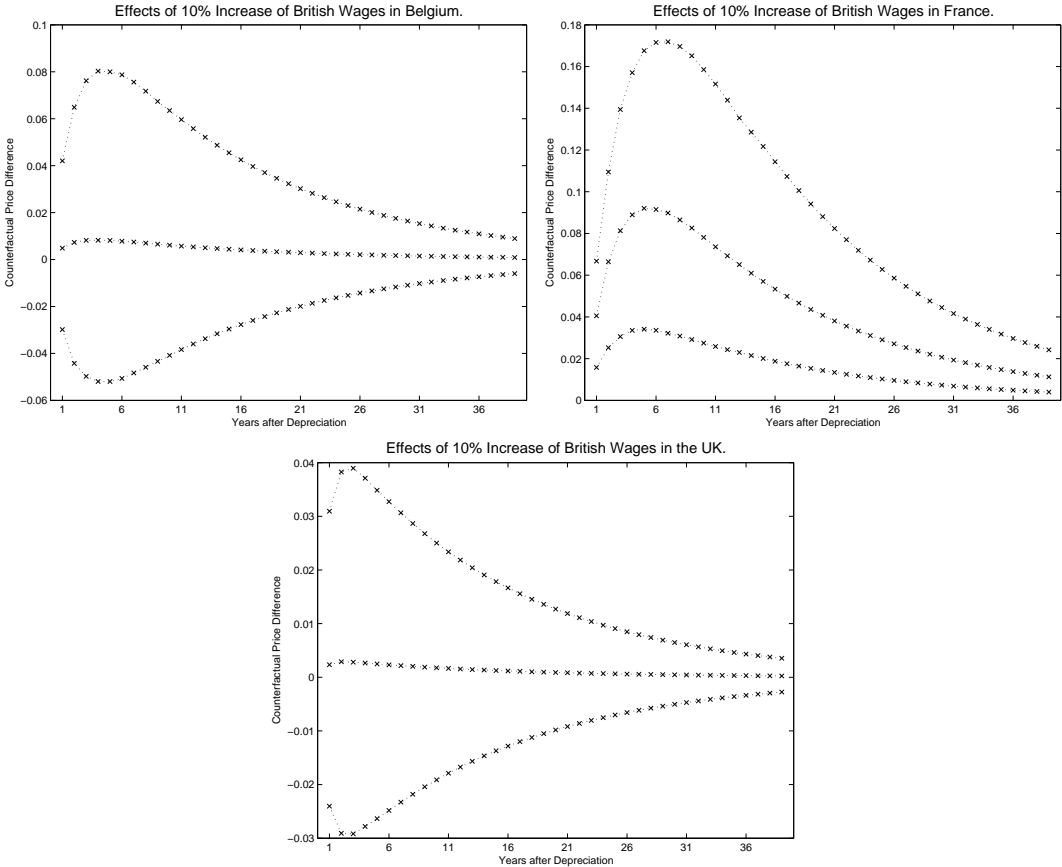 Effects of 10% Increase of British Wages in Belgium.
0.1
0.08
0.06
0.04
0.02
0
−0.02
−0.04
−0.06
Counterfactual Price Difference
1 6 11 16 21 26 31 36
Years after Depreciation
Effects of 10% Increase of British Wages in France.
0.18
0.16
0.14
0.12
0.1
0.08
0.06
0.04
0.02
0
Counterfactual Price Difference
1 6 11 16 21 26 31 36
Years after Depreciation
Effects of 10% Increase of British Wages in the UK.
0.04
0.03
0.02
0.01
0
−0.01
−0.02
−0.03
Counterfactual Price Difference
1 6 11 16 21 26 31 36
Years after Depreciation